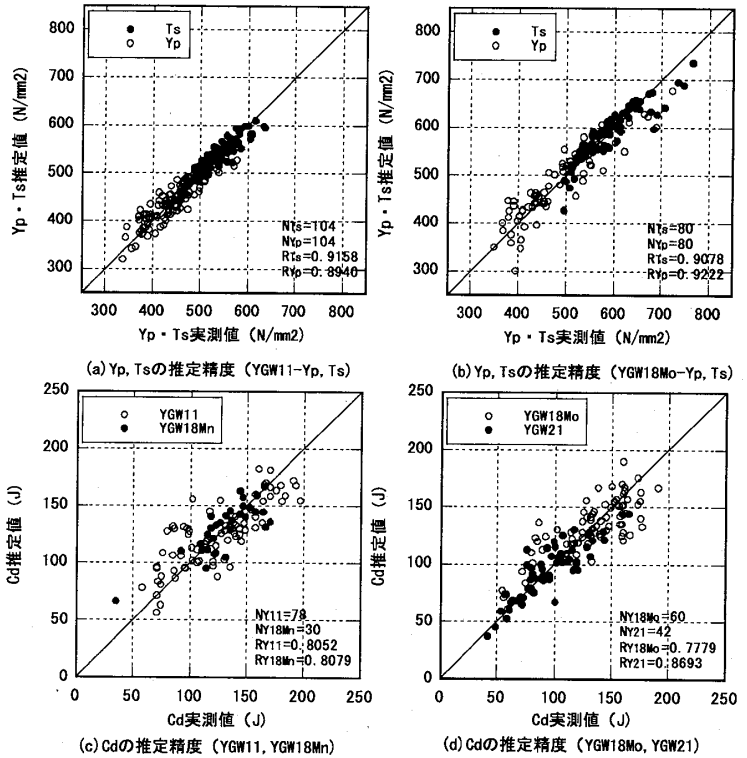 Ts
Yp
Yp・Ts推定値 (N/mm2)
800
700
600
500
400
300
NTs=104
NYp=104
RTs=0.9158
RYp=0.8940
300 400 500 600 700 800
Yp・Ts実測値 (N/mm2)
(a)Yp,Tsの推定精度 (YGW11-Yp,Ts)
Ts
Yp
Yp・Ts推定値 (N/mm2)
800
700
600
500
400
300
NTs=80
NYp=80
RTs=0.9078
RYp=0.9222
300 400 500 600 700 800
Yp・Ts実測値 (N/mm2)
(b)Yp,Tsの推定精度 (YGW18Mo-Yp,Ts)
YGW11
YGW18Mn
Cd推定値 (J)
250
200
150
100
50
0
NY11=78
NY18Mn=30
RY11=0.8052
RY18Mn=0.8079
0 50 100 150 200 250
Cd実測値 (J)
(c)Cdの推定精度 (YGW11,YGW18Mn)
YGW18Mo
YGW21
Cd推定値 (J)
250
200
150
100
50
0
NY18Mo=60
NY21=42
RY18Mo=0.7779
RY21=0.8693
0 50 100 150 200 250
Cd実測値 (J)
(d)Cdの推定精度 (YGW18Mo,YGW21)